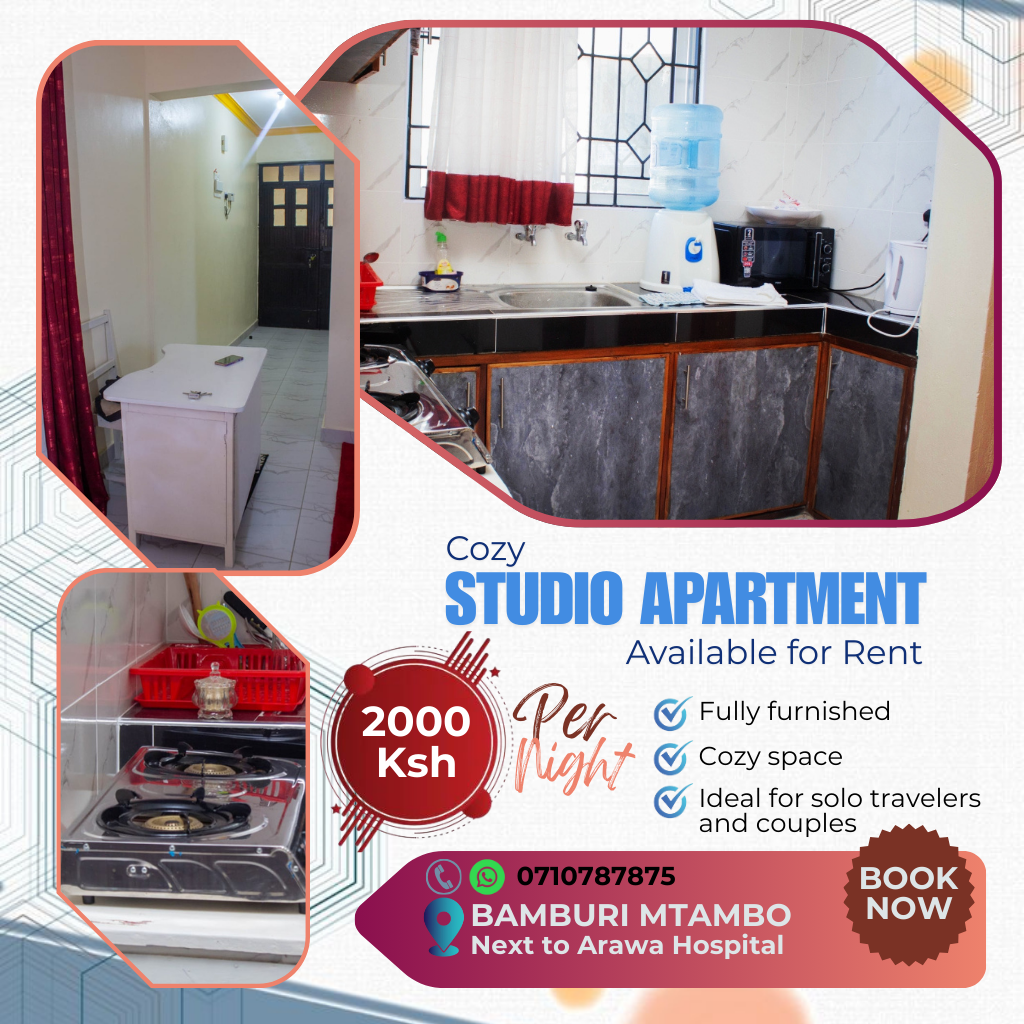 Cozy
STUDIO APARTMENT
Available for Rent
2000
Ksh
Per
Night
Fully furnished
Cozy space
Ideal for solo travelers
and couples
0710787875
BAMBURI MTAMBO
Next to Arawa Hospital
BOOK
NOW